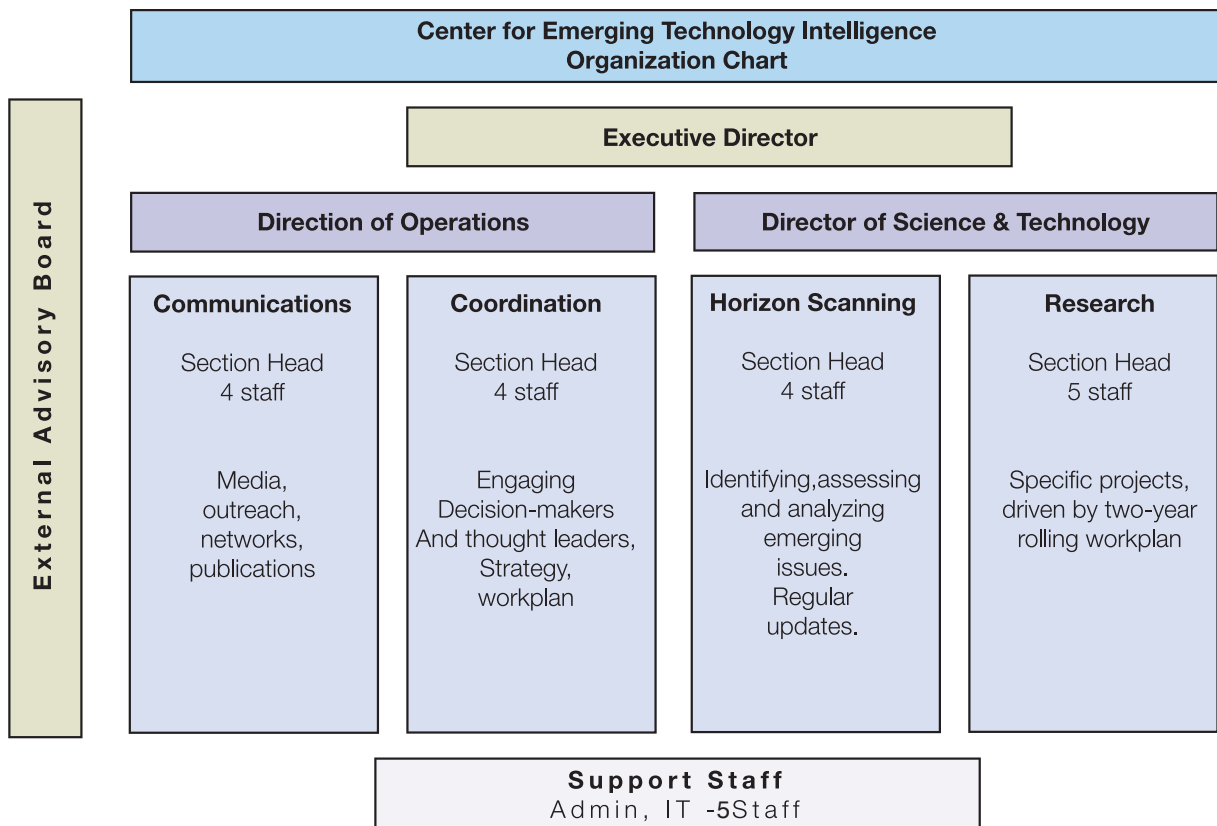 Center for Emerging Technology Intelligence
Organization Chart
External Advisory Board
Executive Director
Direction of Operations
Director of Science & Technology
Communications
Section Head
4 staff
Media,
outreach,
networks,
publications
Coordination
Section Head
4 staff
Engaging
Decision-makers
And thought leaders,
Strategy,
workplan
Horizon Scanning
Section Head
4 staff
Identifying,assessing
and analyzing
emerging
issues.
Regular
updates.
Research
Section Head
5 staff
Specific projects,
driven by two-year
rolling workplan
Support Staff
Admin, IT -5Staff